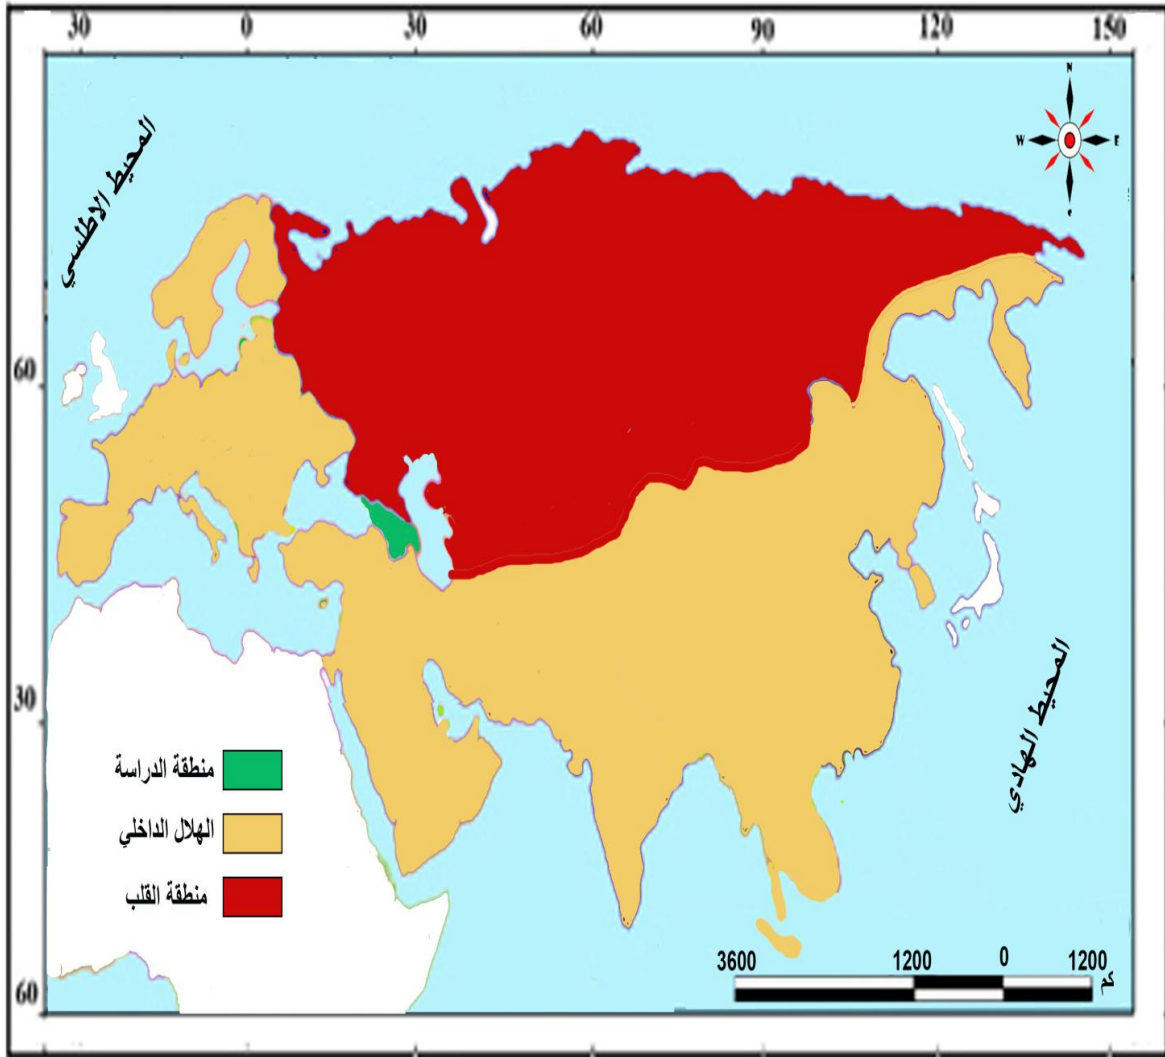 30 0 30 60 90 120 150
N
W E
المحيط الاطلسي
60
30
المحيط الهادي
منطقة الدراسة
الهلال الداخلي
منطقة القلب
3600 1200 0 1200
كم
60